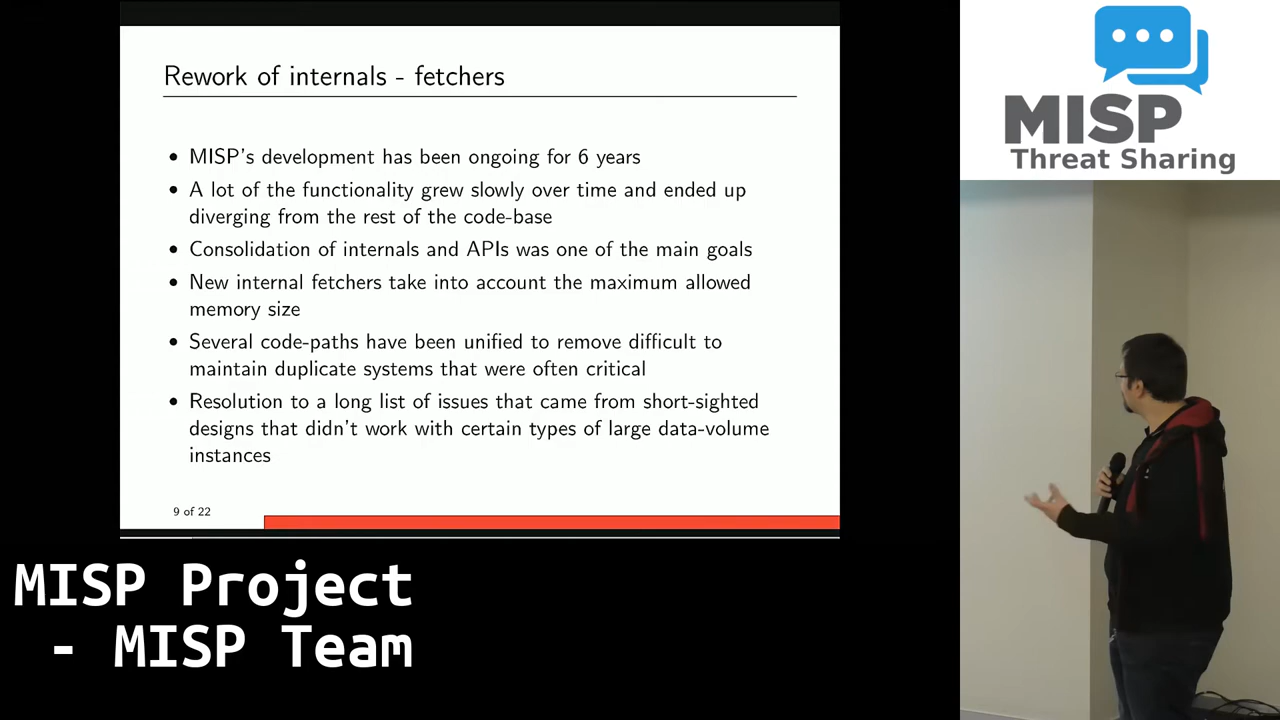 Rework of internals - fetchers
• MISP's development has been ongoing for 6 years
• A lot of the functionality grew slowly over time and ended up
diverging from the rest of the code-base
• Consolidation of internals and APIs was one of the main goals
• New internal fetchers take into account the maximum allowed
memory size
• Several code-paths have been unified to remove difficult to
maintain duplicate systems that were often critical
• Resolution to a long list of issues that came from short-sighted
designs that didn't work with certain types of large data-volume
instances
9 of 22
MISP
Threat Sharing
MISP Project
- MISP Team